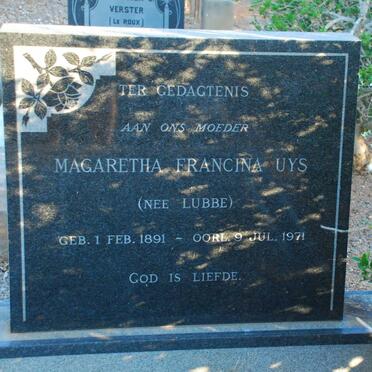 VERSTER
(LE ROUX)
TER GEDAGTENIS
AAN ONS MOEDER
MAGARETHA FRANCINA UYS
(NEE LUBBE)
GEB. 1 FEB. 1891 ~ OORL. 9 JUL. 1971
GOD IS LIEFDE.